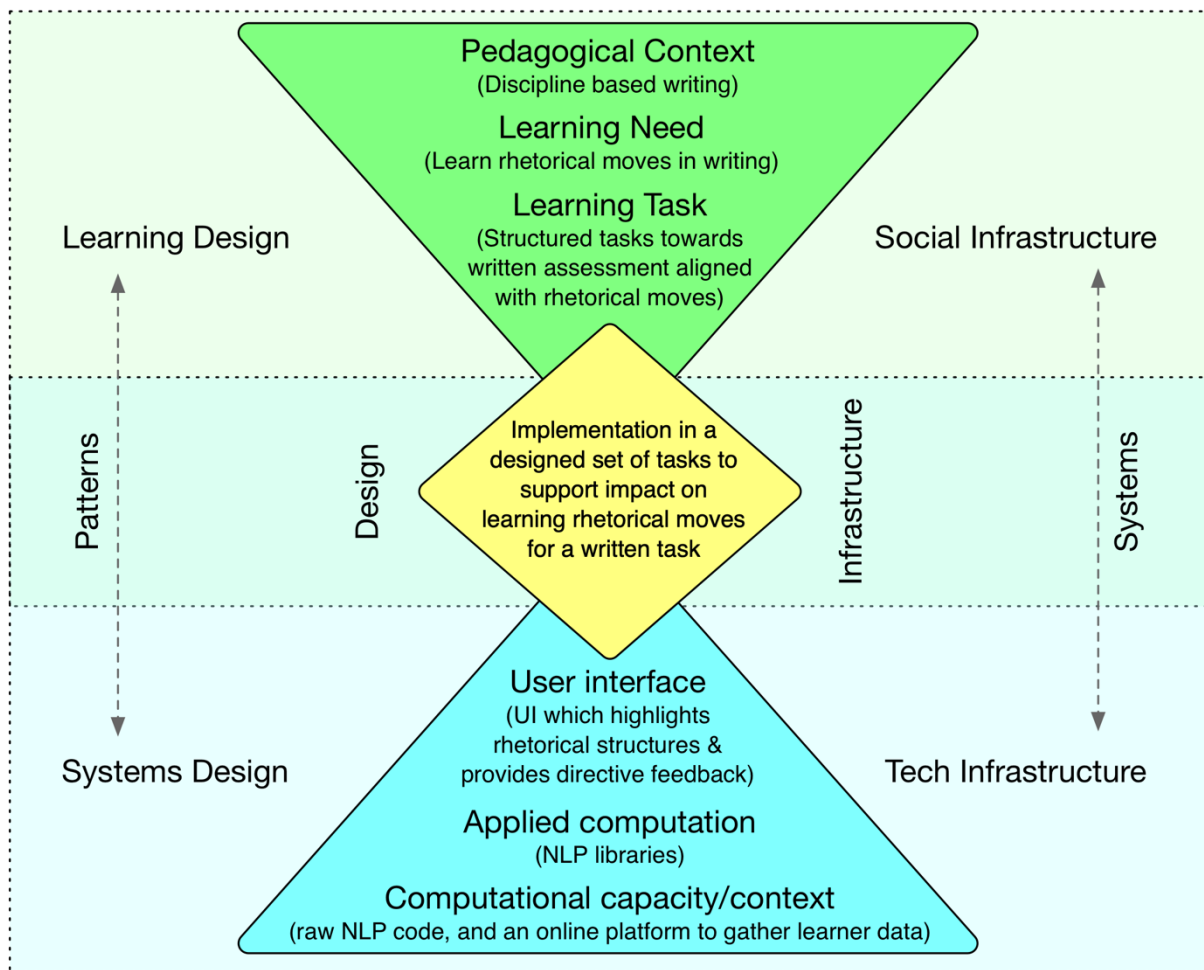 Pedagogical Context
(Discipline based writing)
Learning Need
(Learn rhetorical moves in writing)
Learning Task
(Structured tasks towards
written assessment aligned
with rhetorical moves)
Learning Design
Social Infrastructure
Patterns
Design
Implementation in a
designed set of tasks to
support impact on
learning rhetorical moves
for a written task
Infrastructure
Systems
User interface
(UI which highlights
rhetorical structures &
provides directive feedback)
Systems Design
Tech Infrastructure
Applied computation
(NLP libraries)
Computational capacity/context
(raw NLP code, and an online platform to gather learner data)